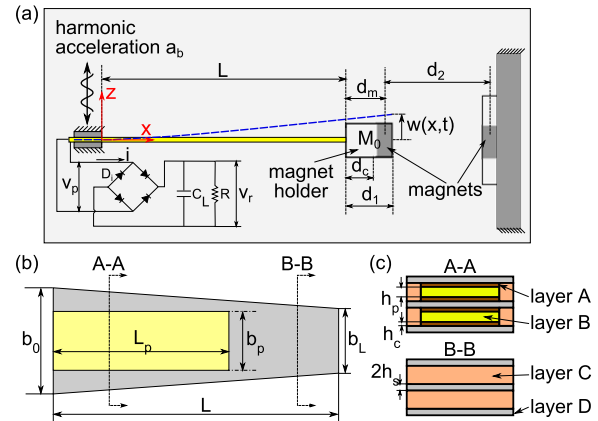 (a)
harmonic
acceleration a_b
z
x
L
d_m
d_2
w(x,t)
M_0
magnet
holder
magnets
d_c
d_1
i
v_p
D_i
C_L
R
v_r
(b)
A-A
B-B
b_0
L_p
b_p
b_L
L
(c)
A-A
h_p
h_c
layer A
layer B
B-B
2h_s
layer C
layer D